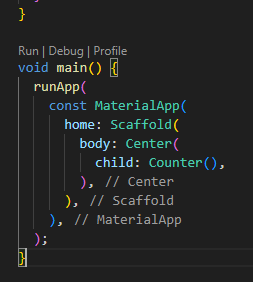 }
Run | Debug | Profile
void main() {
  runApp(
    const MaterialApp(
      home: Scaffold(
        body: Center(
          child: Counter(),
        ), // Center
      ), // Scaffold
    ), // MaterialApp
  );
}